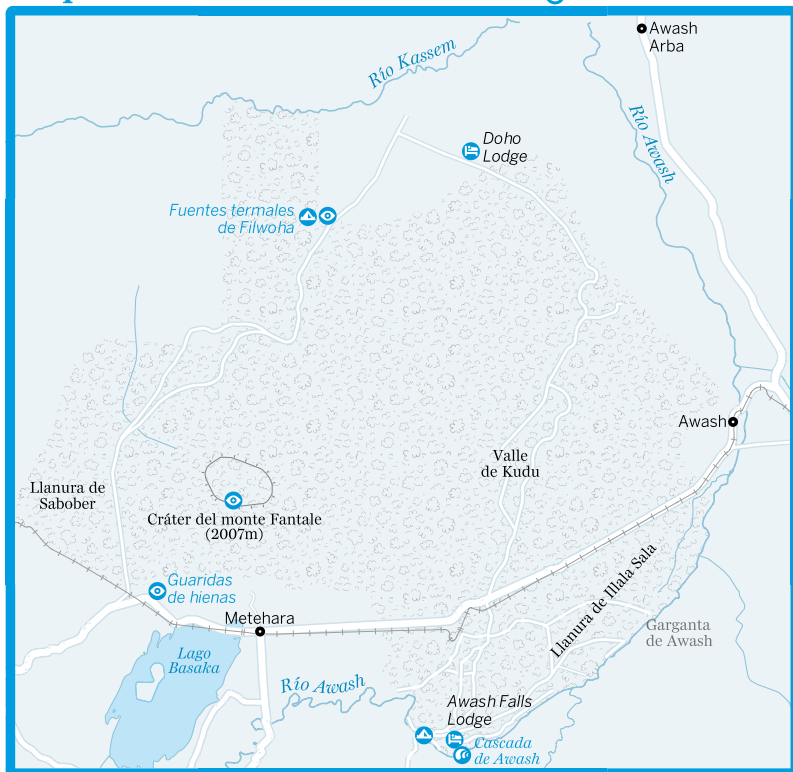 Awash
Arba
Río Kassem
Río Awash
Doho
Lodge
Fuentes termales
de Filwoha
Awash
Valle
de Kudu
Llanura de
Sabober
Cráter del monte Fantale
(2007m)
Guaridas
de hienas
Metehara
Llanura de Illala Sala
Garganta
de Awash
Lago
Basaka
Río Awash
Awash Falls
Lodge
Cascada
de Awash